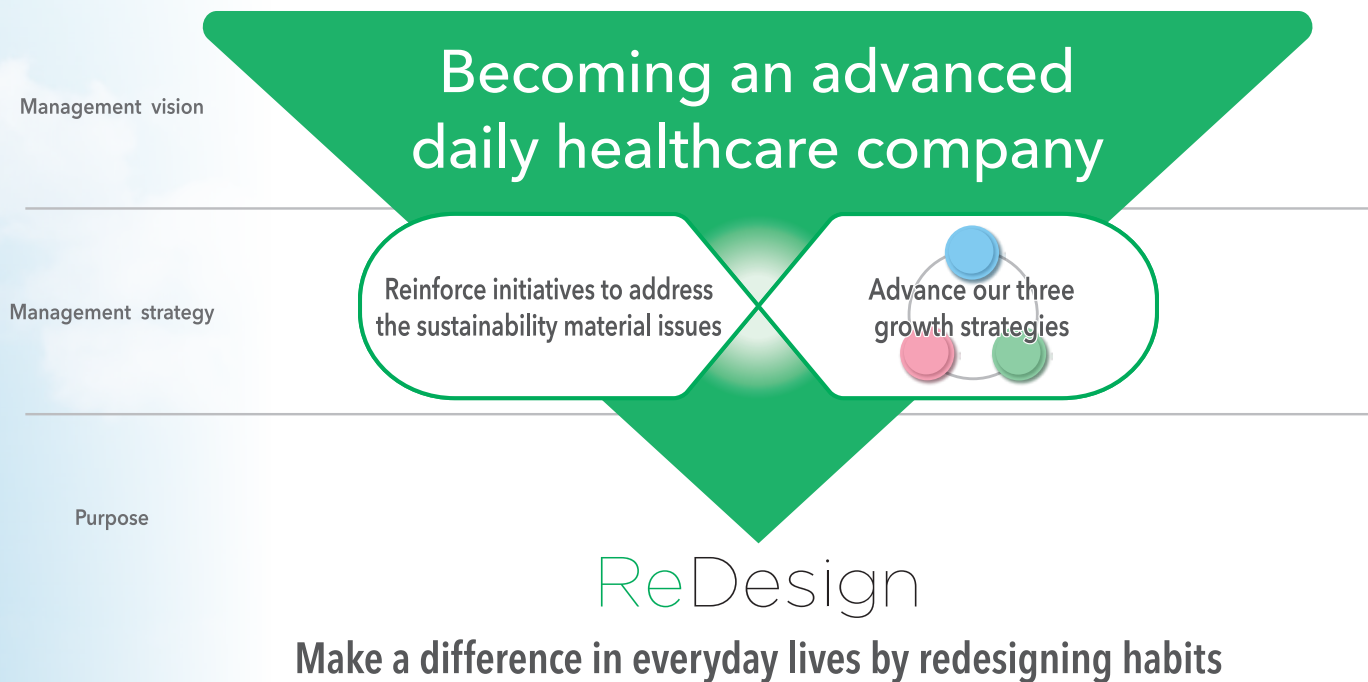 Management vision
Becoming an advanced
daily healthcare company
Management strategy
Reinforce initiatives to address
the sustainability material issues
Advance our three
growth strategies
Purpose
ReDesign
Make a difference in everyday lives by redesigning habits